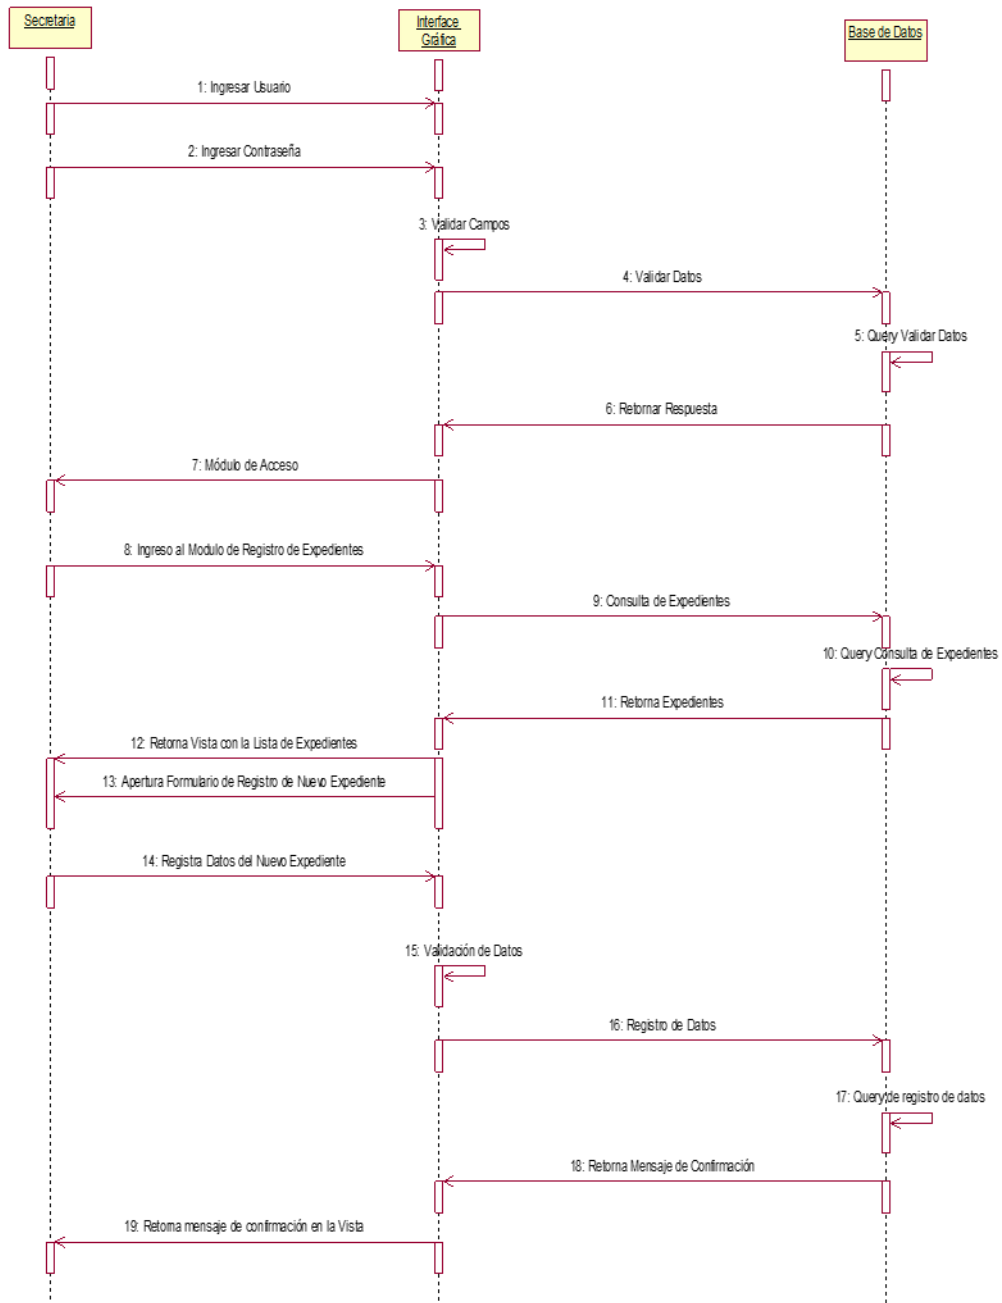 Secretaria
Interface
Gráfica
Base de Datos
1: Ingresar Usuario
2: Ingresar Contraseña
3: Validar Campos
4: Validar Datos
5: Query Validar Datos
6: Retornar Respuesta
7: Módulo de Acceso
8: Ingreso al Modulo de Registro de Expedientes
9: Consulta de Expedientes
10: Query Consulta de Expedientes
11: Retorna Expedientes
12: Retorna Vista con la Lista de Expedientes
13: Apertura Formulario de Registro de Nuevo Expediente
14: Registra Datos del Nuevo Expediente
15: Validación de Datos
16: Registro de Datos
17: Query de registro de datos
18: Retorna Mensaje de Confirmación
19: Retorna mensaje de confirmación en la Vista